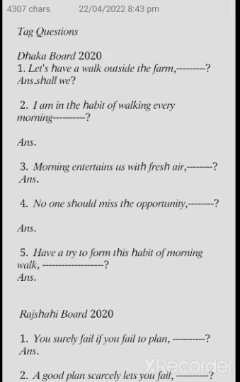 4307 chars 22/04/2022 8:43 pm
Tag Questions
Dhaka Board 2020
1. Let's have a walk outside the farm,---------?
Ans.shall we?
2. I am in the habit of walking every
morning----------?
Ans.
3. Morning entertains us with fresh air,--------?
Ans.
4. No one should miss the opportunity,--------?
Ans.
5. Have a try to form this habit of morning
walk, -------------------?
Ans.
Rajshahi Board 2020
1. You surely fail if you fail to plan, ----------?
Ans.
2. A good plan scarcely lets you fail, ----------?
XRecorder